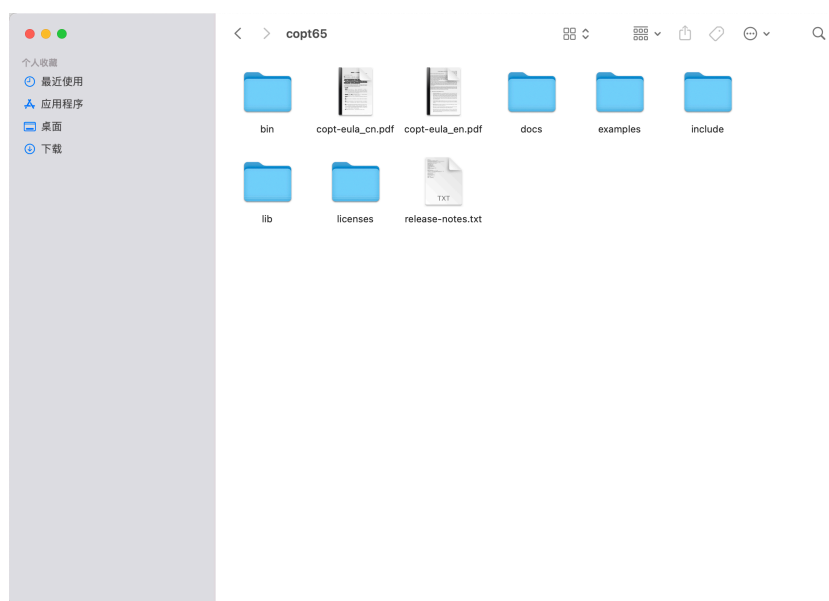 copt65
个人收藏
最近使用
应用程序
桌面
下载
bin
copt-eula_cn.pdf
copt-eula_en.pdf
docs
examples
include
lib
licenses
TXT
release-notes.txt